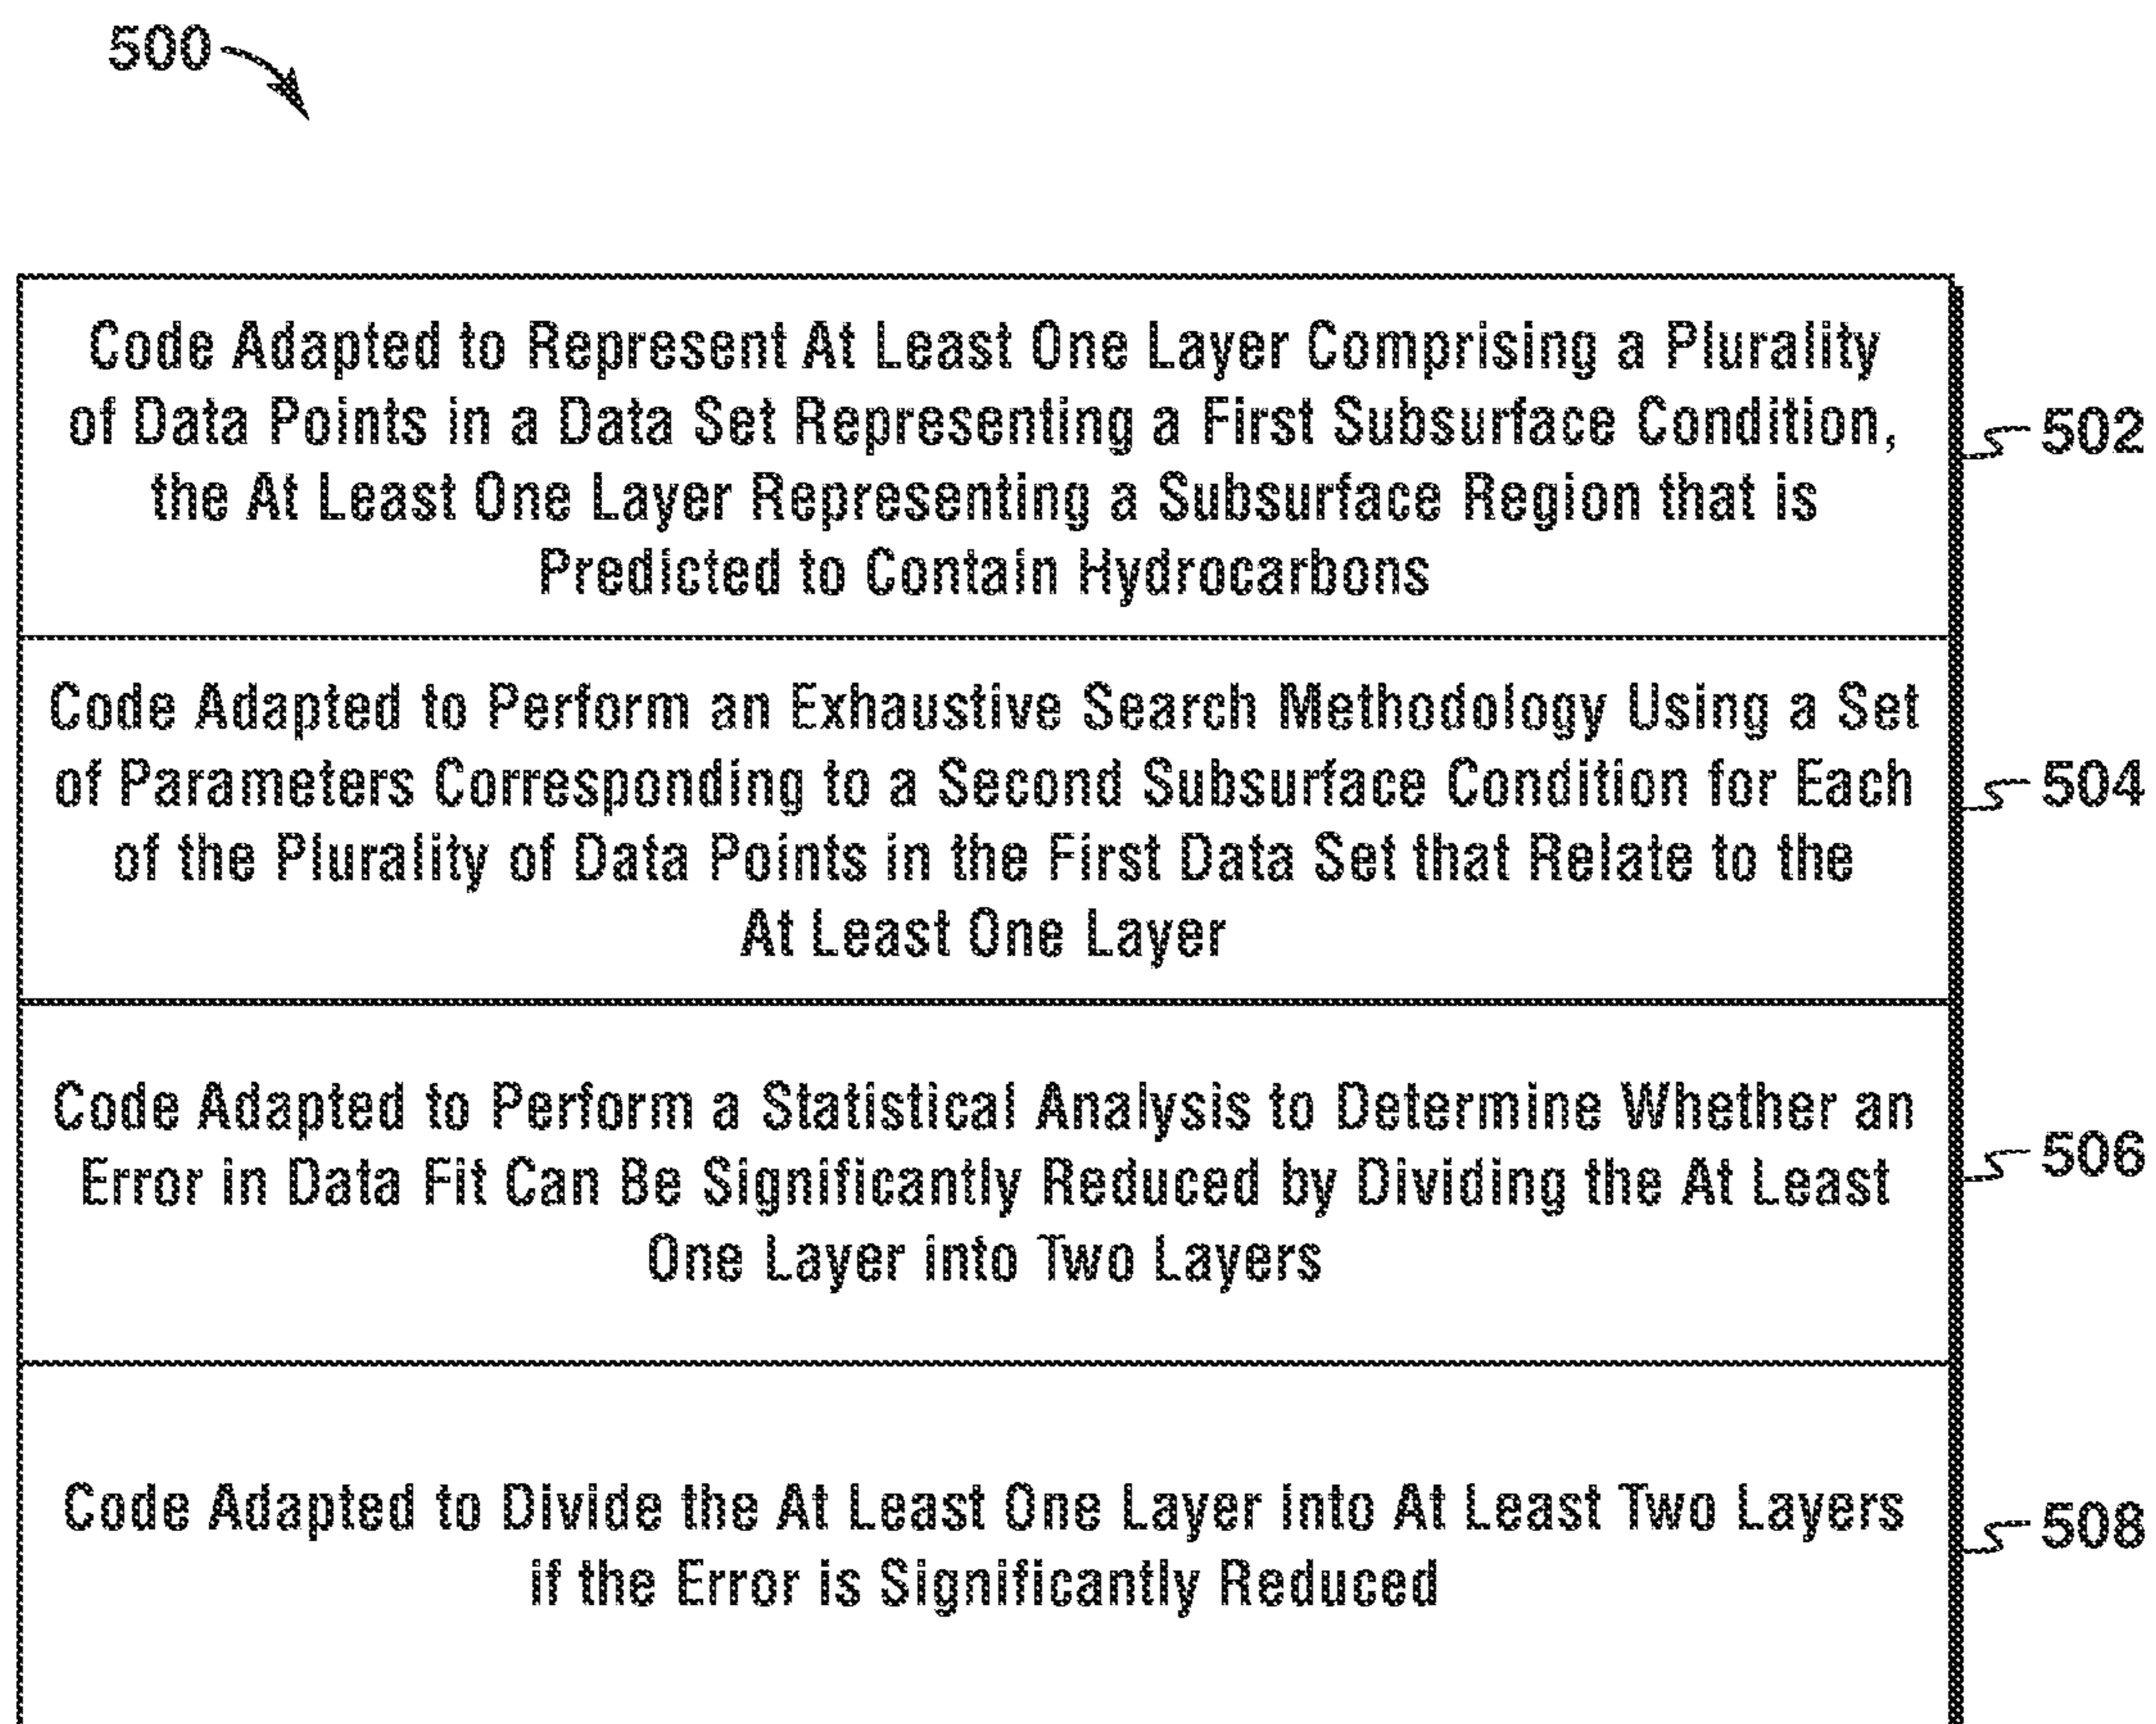 500
Code Adapted to Represent At Least One Layer Comprising a Plurality
of Data Points in a Data Set Representing a First Subsurface Condition,
the At Least One Layer Representing a Subsurface Region that is
Predicted to Contain Hydrocarbons
502
Code Adapted to Perform an Exhaustive Search Methodology Using a Set
of Parameters Corresponding to a Second Subsurface Condition for Each
of the Plurality of Data Points in the First Data Set that Relate to the
At Least One Layer
504
Code Adapted to Perform a Statistical Analysis to Determine Whether an
Error in Data Fit Can Be Significantly Reduced by Dividing the At Least
One Layer into Two Layers
506
Code Adapted to Divide the At Least One Layer into At Least Two Layers
if the Error is Significantly Reduced
508